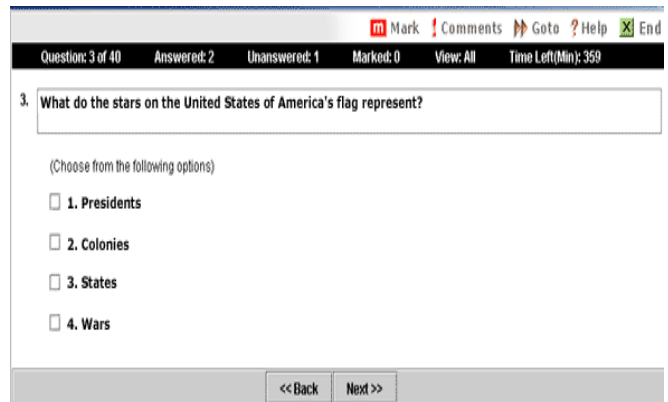 m Mark ! Comments Goto ? Help X End
Question: 3 of 40 Answered: 2 Unanswered: 1 Marked: 0 View: All Time Left(Min): 359
3. What do the stars on the United States of America's flag represent?
(Choose from the following options)
1. Presidents
2. Colonies
3. States
4. Wars
<< Back Next >>